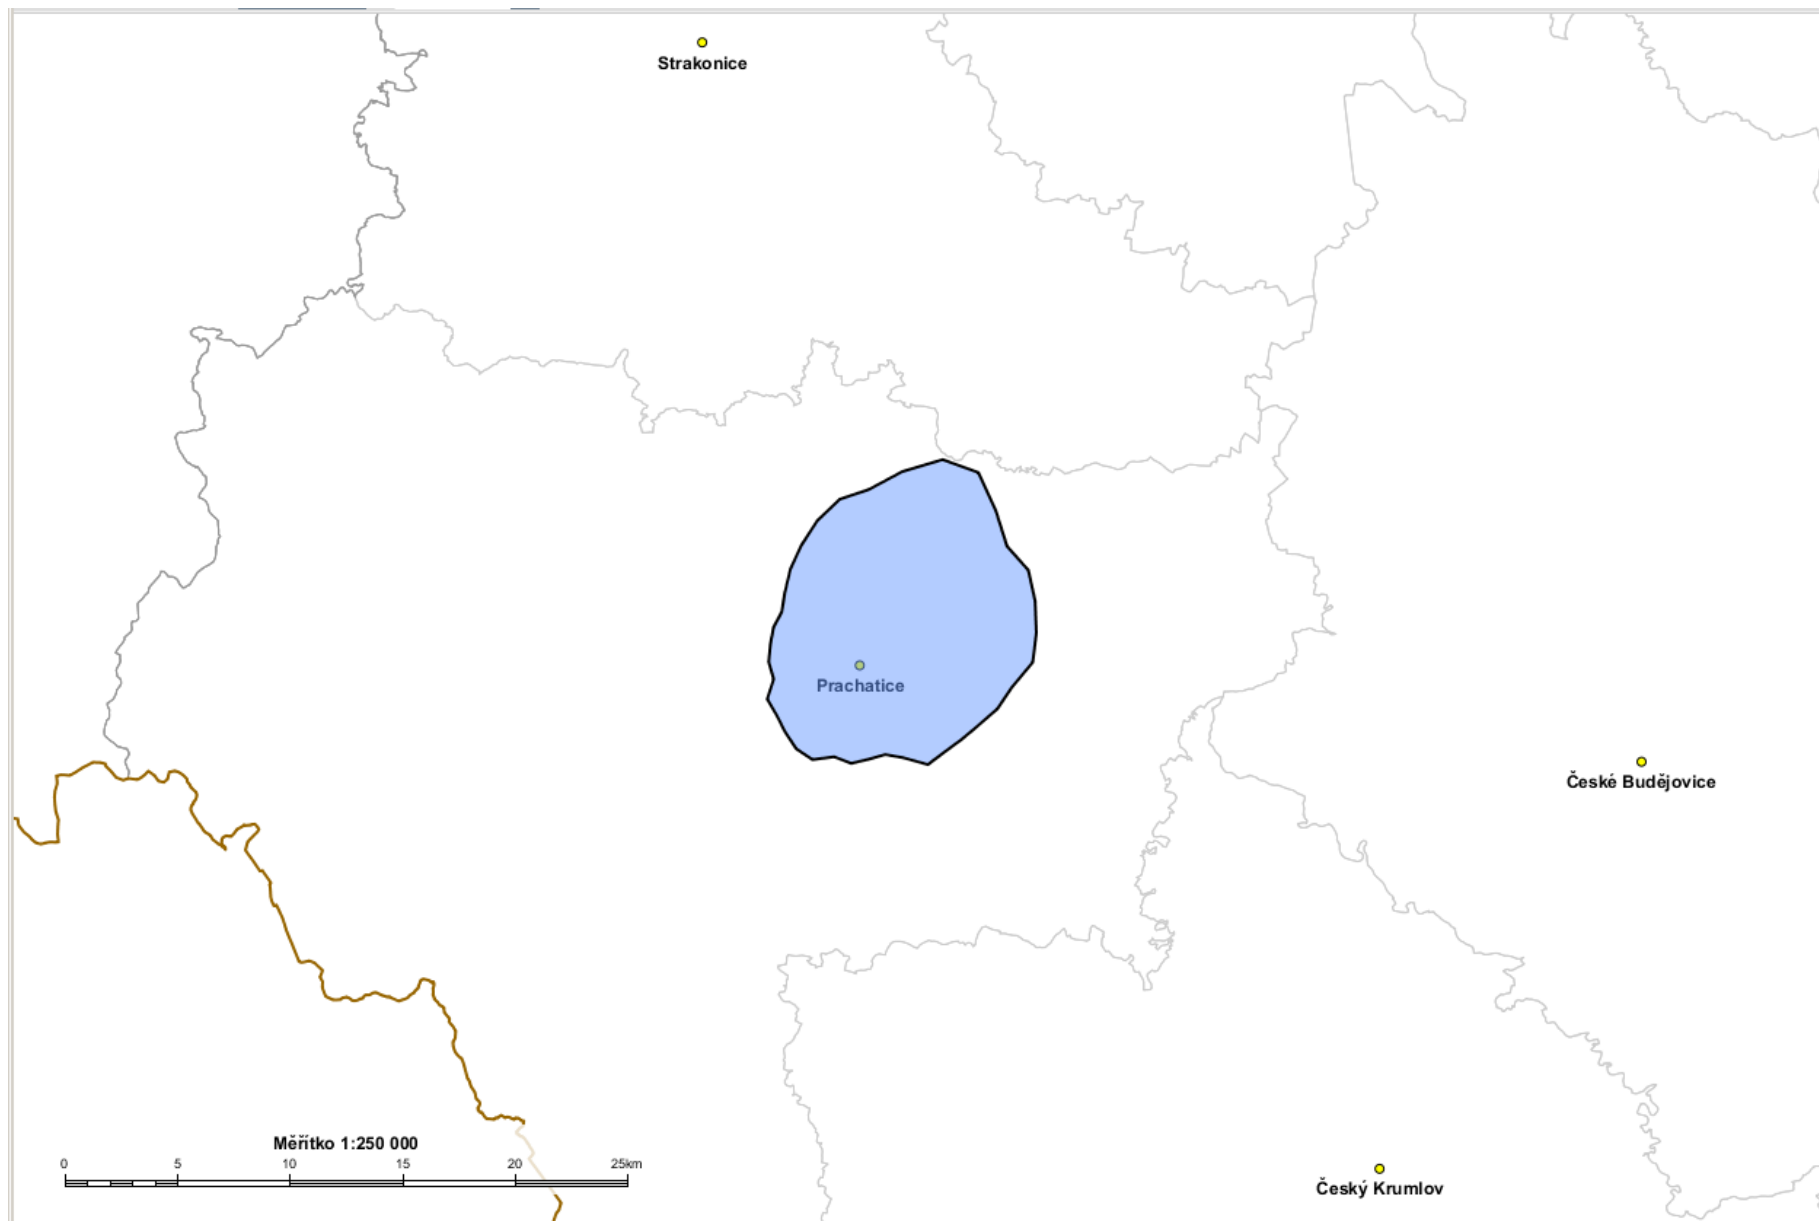 Strakonice
Prachatice
České Budějovice
Měřítko 1:250 000
0 5 10 15 20 25km
Český Krumlov